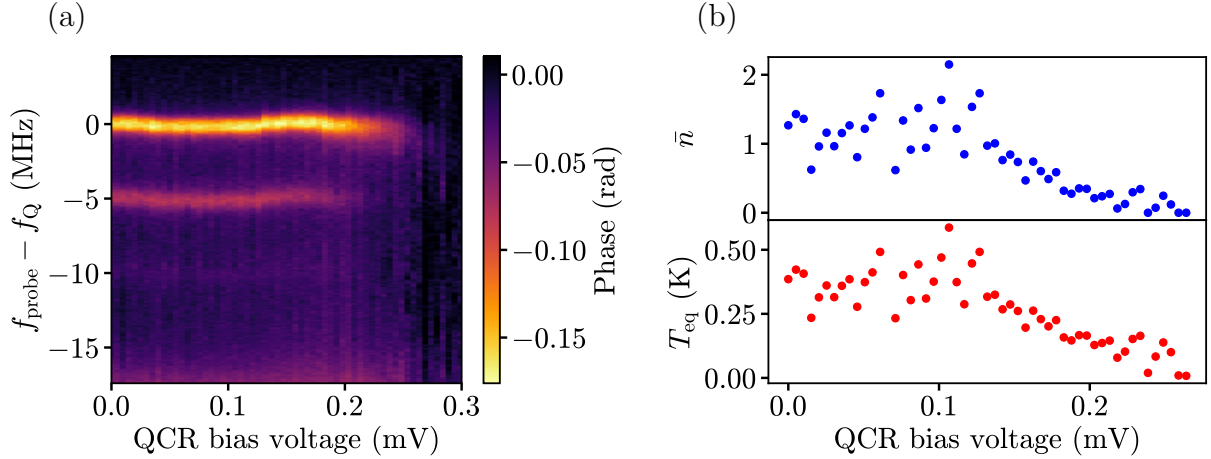 (a)
(b)
f_probe − f_Q (MHz)
0
−5
−10
−15
0.0 0.1 0.2 0.3
QCR bias voltage (mV)
0.00
−0.05
−0.10
−0.15
Phase (rad)
n̄
2
1
0
T_eq (K)
0.50
0.25
0.00
0.0 0.1 0.2
QCR bias voltage (mV)